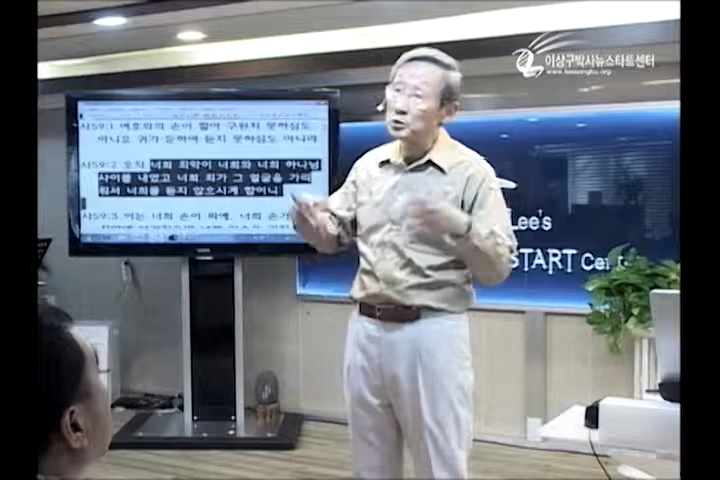 이상구박사뉴스타트센터
www.leesangku.org
사59:1 여호와의 손이 짧아 구원치 못하심도
아니요 귀가 둔하여 듣지 못하심도 아니라
사59:2 오직 너희 죄악이 너희와 너희 하나님
사이를 내었고 너희 죄가 그 얼굴을 가리
워서 너희를 듣지 않으시게 함이니
사59:3 이는 너희 손이 피에, 너희 손가
Lee's
START Center